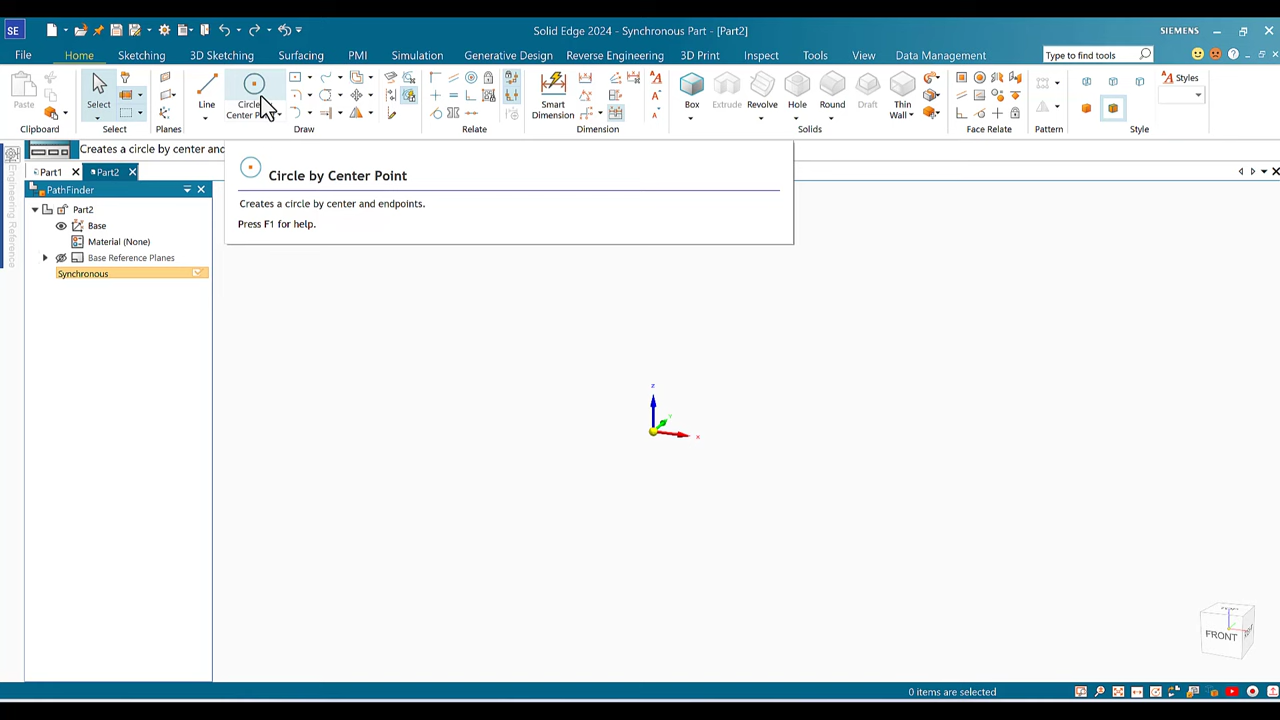 SE
Solid Edge 2024 - Synchronous Part - [Part2]
SIEMENS
File
Home
Sketching
3D Sketching
Surfacing
PMI
Simulation
Generative Design
Reverse Engineering
3D Print
Inspect
Tools
View
Data Management
Type to find tools
Paste
Select
Line
Circle
Center
Smart
Dimension
Box
Extrude
Revolve
Hole
Round
Draft
Thin
Wall
Styles
Clipboard
Select
Planes
Draw
Relate
Dimension
Solids
Face Relate
Pattern
Style
Creates a circle by center and
Part1
Part2
Circle by Center Point
Creates a circle by center and endpoints.
Press F1 for help.
Engineering Reference
PathFinder
Part2
Base
Material (None)
Base Reference Planes
Synchronous
z
Y
x
TOP
FRONT
0 items are selected